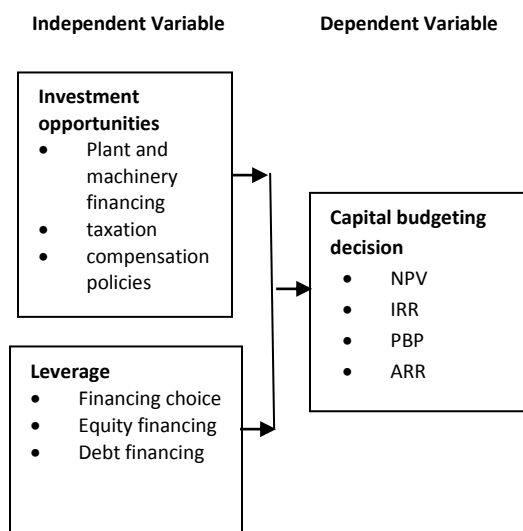 Independent Variable
Dependent Variable
Investment
opportunities
• Plant and
machinery
financing
• taxation
• compensation
policies
Capital budgeting
decision
• NPV
• IRR
• PBP
• ARR
Leverage
• Financing choice
• Equity financing
• Debt financing